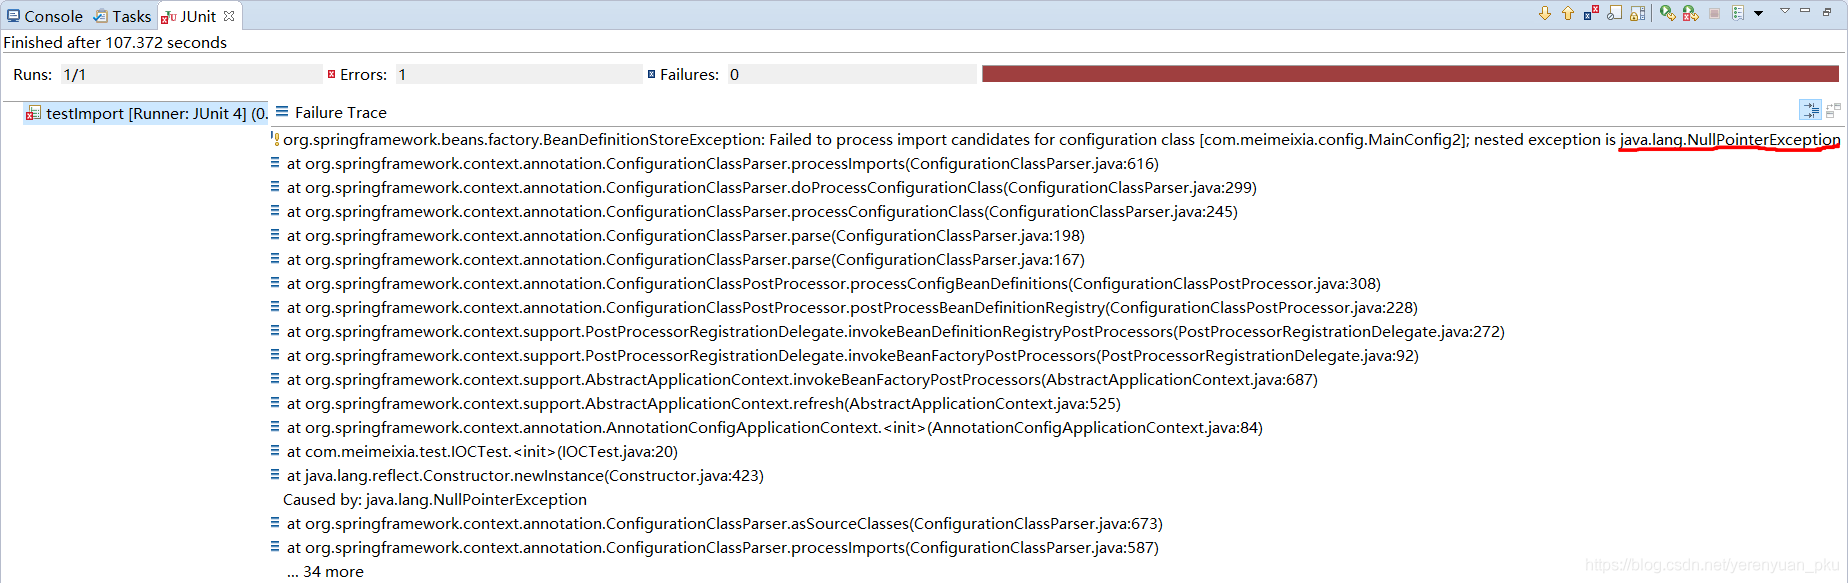 Console Tasks JUnit
Finished after 107.372 seconds
Runs: 1/1 Errors: 1 Failures: 0
testImport [Runner: JUnit 4] (0. Failure Trace
org.springframework.beans.factory.BeanDefinitionStoreException: Failed to process import candidates for configuration class [com.meimeixia.config.MainConfig2]; nested exception is java.lang.NullPointerException
at org.springframework.context.annotation.ConfigurationClassParser.processImports(ConfigurationClassParser.java:616)
at org.springframework.context.annotation.ConfigurationClassParser.doProcessConfigurationClass(ConfigurationClassParser.java:299)
at org.springframework.context.annotation.ConfigurationClassParser.processConfigurationClass(ConfigurationClassParser.java:245)
at org.springframework.context.annotation.ConfigurationClassParser.parse(ConfigurationClassParser.java:198)
at org.springframework.context.annotation.ConfigurationClassParser.parse(ConfigurationClassParser.java:167)
at org.springframework.context.annotation.ConfigurationClassPostProcessor.processConfigBeanDefinitions(ConfigurationClassPostProcessor.java:308)
at org.springframework.context.annotation.ConfigurationClassPostProcessor.postProcessBeanDefinitionRegistry(ConfigurationClassPostProcessor.java:228)
at org.springframework.context.support.PostProcessorRegistrationDelegate.invokeBeanDefinitionRegistryPostProcessors(PostProcessorRegistrationDelegate.java:272)
at org.springframework.context.support.PostProcessorRegistrationDelegate.invokeBeanFactoryPostProcessors(PostProcessorRegistrationDelegate.java:92)
at org.springframework.context.support.AbstractApplicationContext.invokeBeanFactoryPostProcessors(AbstractApplicationContext.java:687)
at org.springframework.context.support.AbstractApplicationContext.refresh(AbstractApplicationContext.java:525)
at org.springframework.context.annotation.AnnotationConfigApplicationContext.<init>(AnnotationConfigApplicationContext.java:84)
at com.meimeixia.test.IOCTest.<init>(IOCTest.java:20)
at java.lang.reflect.Constructor.newInstance(Constructor.java:423)
Caused by: java.lang.NullPointerException
at org.springframework.context.annotation.ConfigurationClassParser.asSourceClasses(ConfigurationClassParser.java:673)
at org.springframework.context.annotation.ConfigurationClassParser.processImports(ConfigurationClassParser.java:587)
... 34 more
https://blog.csdn.net/yerenyuan_pku